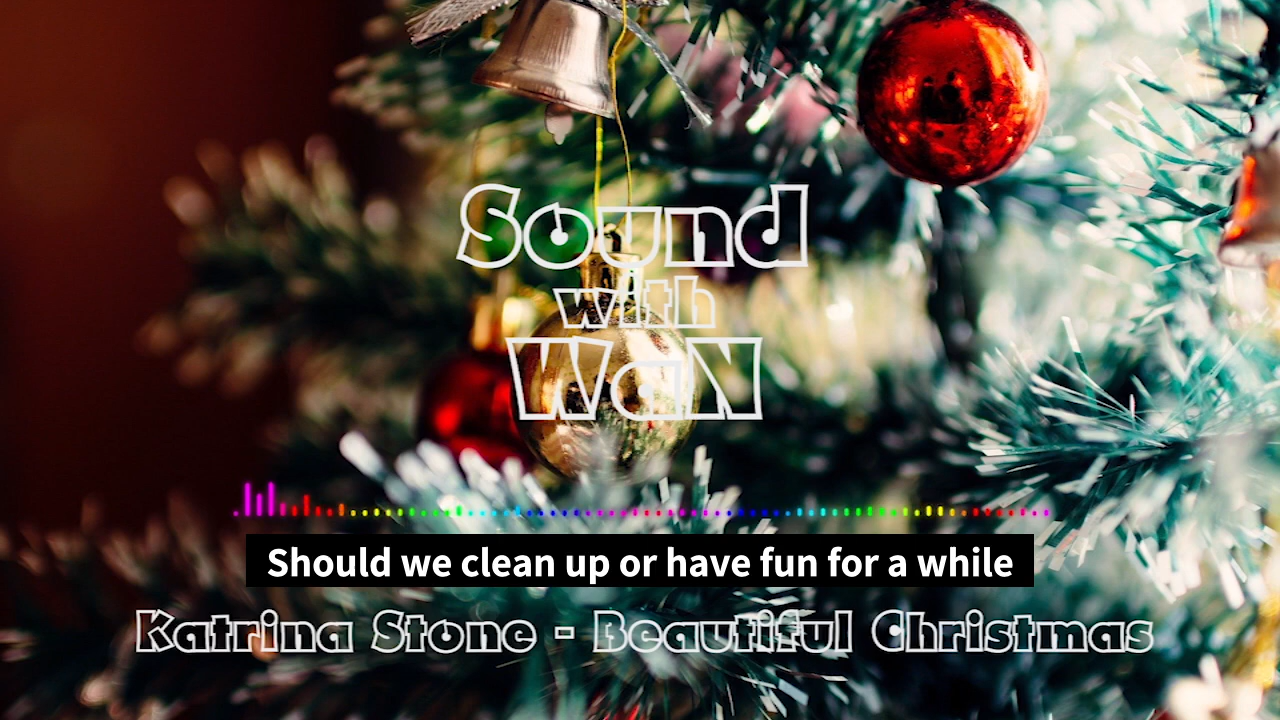 Sound
with
WaN
Should we clean up or have fun for a while
Katrina Stone - Beautiful Christmas